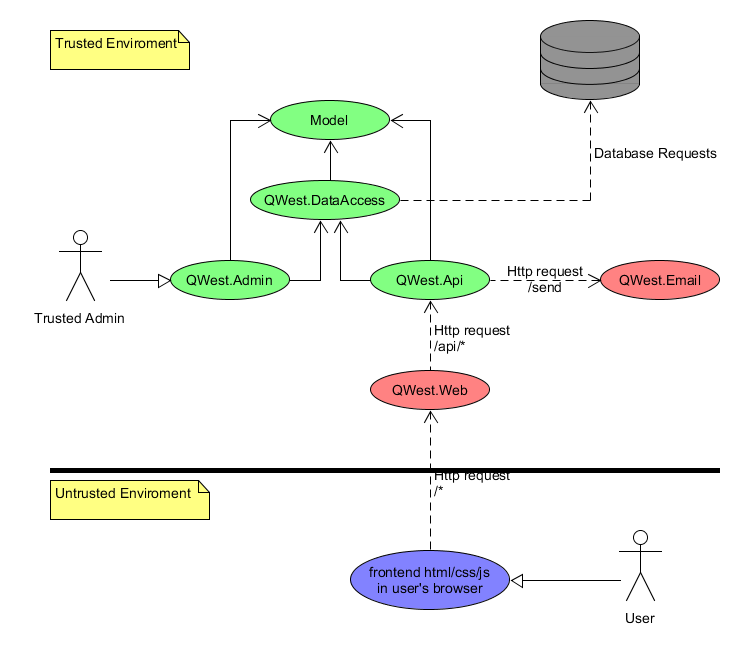 Trusted Enviroment
Model
Database Requests
QWest.DataAccess
QWest.Admin
QWest.Api
Http request
/send
QWest.Email
Trusted Admin
Http request
/api/*
QWest.Web
Http request
/*
Untrusted Enviroment
frontend html/css/js
in user's browser
User